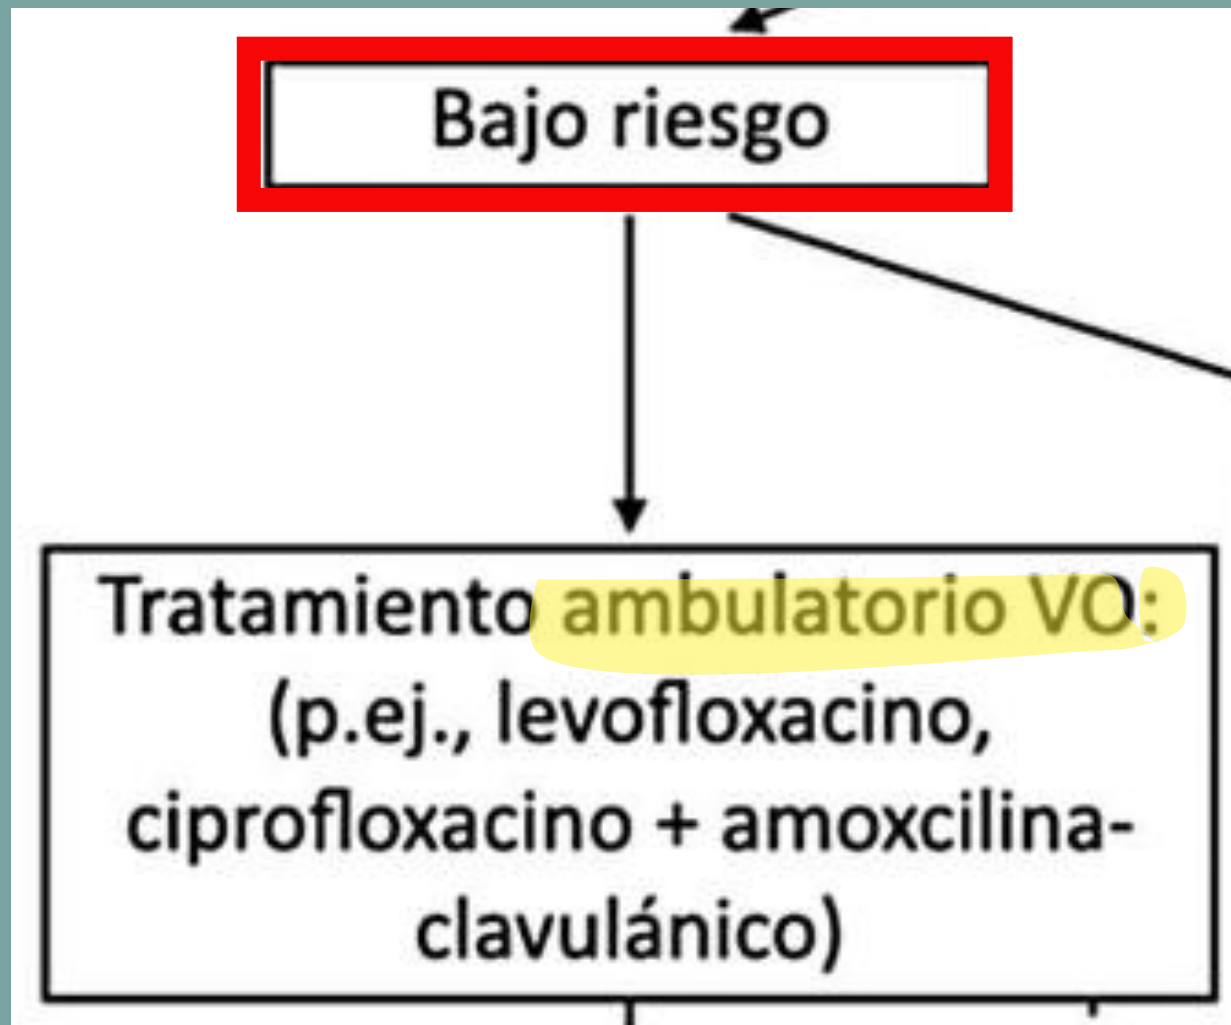 Bajo riesgo
Tratamiento ambulatorio VO:
(p.ej., levofloxacino,
ciprofloxacino + amoxcilina-
clavulánico)